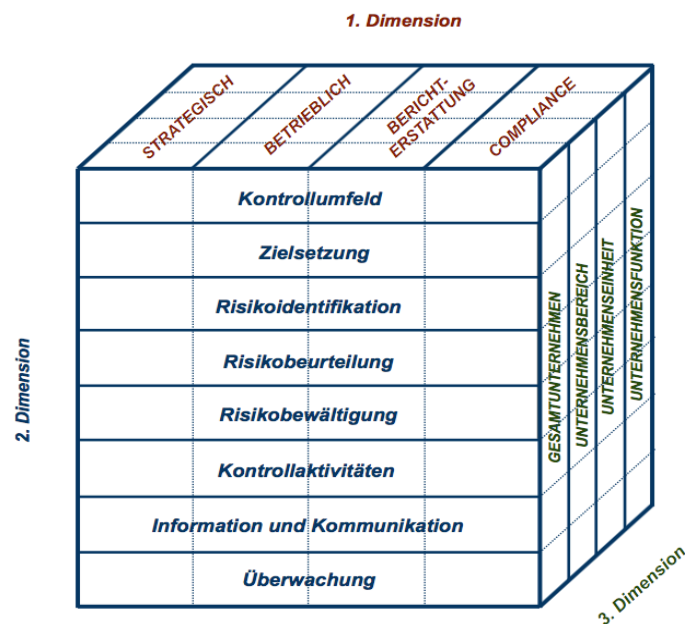 1. Dimension
STRATEGISCH
BETRIEBLICH
BERICHT-
ERSTATTUNG
COMPLIANCE
Kontrollumfeld
Zielsetzung
Risikoidentifikation
Risikobeurteilung
Risikobewältigung
Kontrollaktivitäten
Information und Kommunikation
Überwachung
2. Dimension
GESAMTUNTERNEHMEN
UNTERNEHMENSBEREICH
UNTERNEHMENSEINHEIT
UNTERNEHMENSFUNKTION
3. Dimension